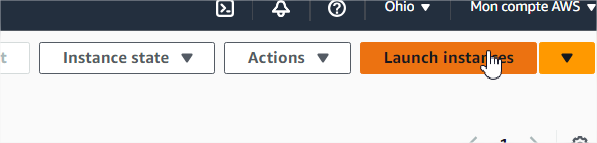 Ohio Mon compte AWS
t Instance state Actions Launch instances
1